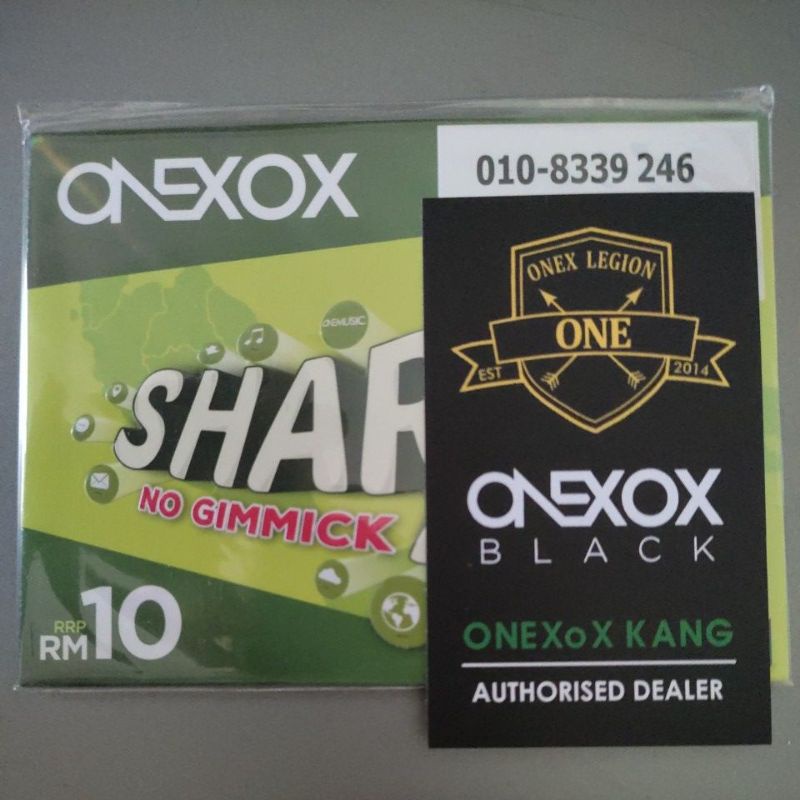 ONEXOX
010-8339 246
ONEMUSIC
SHAR
NO GIMMICK
RRP
RM10
ONEX LEGION
ONE
EST 2014
ONEXOX
BLACK
ONEXoX KANG
AUTHORISED DEALER